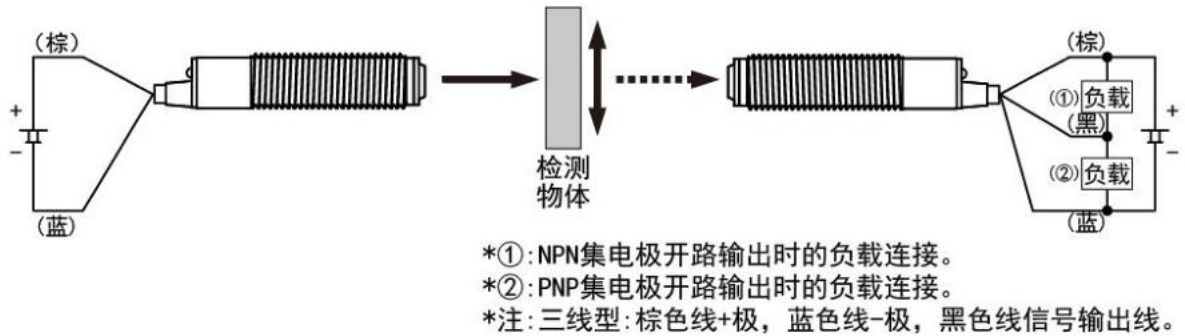 (棕)
+
-
(蓝)
检测
物体
(棕)
(①)负载
+
(黑)
-
(②)负载
(蓝)
*①:NPN集电极开路输出时的负载连接。
*②:PNP集电极开路输出时的负载连接。
*注:三线型:棕色线+极，蓝色线-极，黑色线信号输出线。